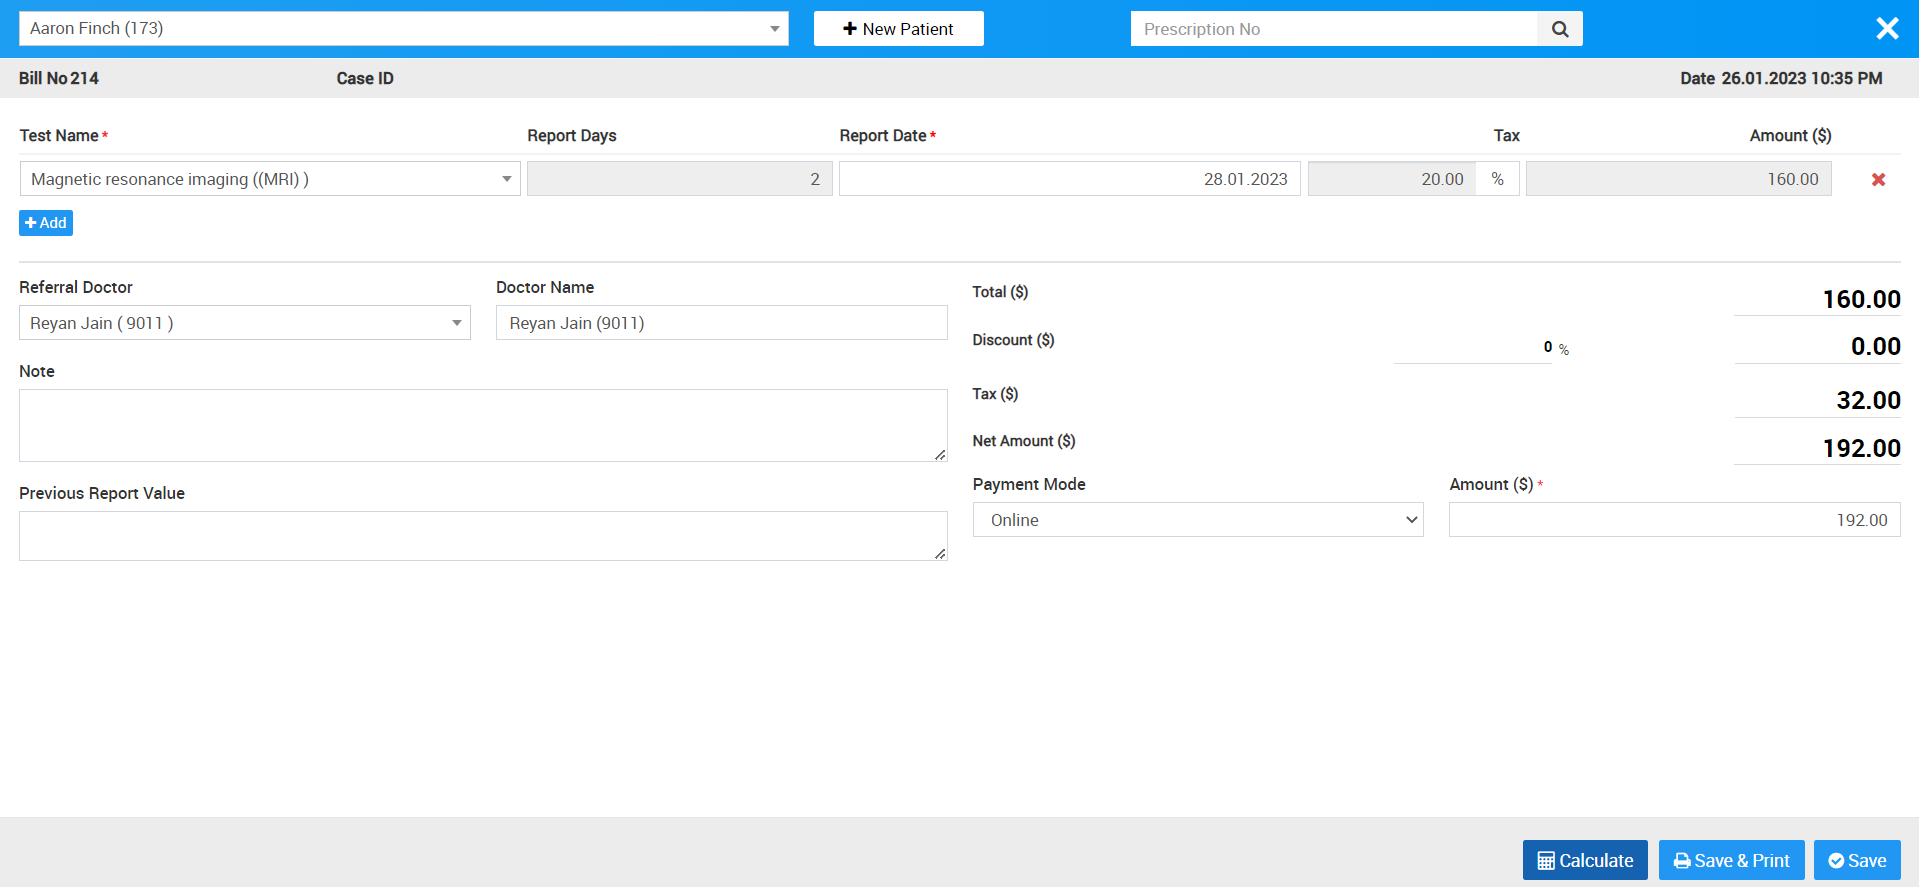 Aaron Finch (173)
New Patient
Prescription No
Bill No 214
Case ID
Date 26.01.2023 10:35 PM
Test Name * Report Days Report Date * Tax Amount ($)
Magnetic resonance imaging ((MRI) ) 2 28.01.2023 20.00 % 160.00
Add
Referral Doctor
Doctor Name
Reyan Jain ( 9011 )
Reyan Jain (9011)
Note
Previous Report Value
Total ($) 160.00
Discount ($) 0 % 0.00
Tax ($) 32.00
Net Amount ($) 192.00
Payment Mode
Amount ($) *
Online
192.00
Calculate
Save & Print
Save